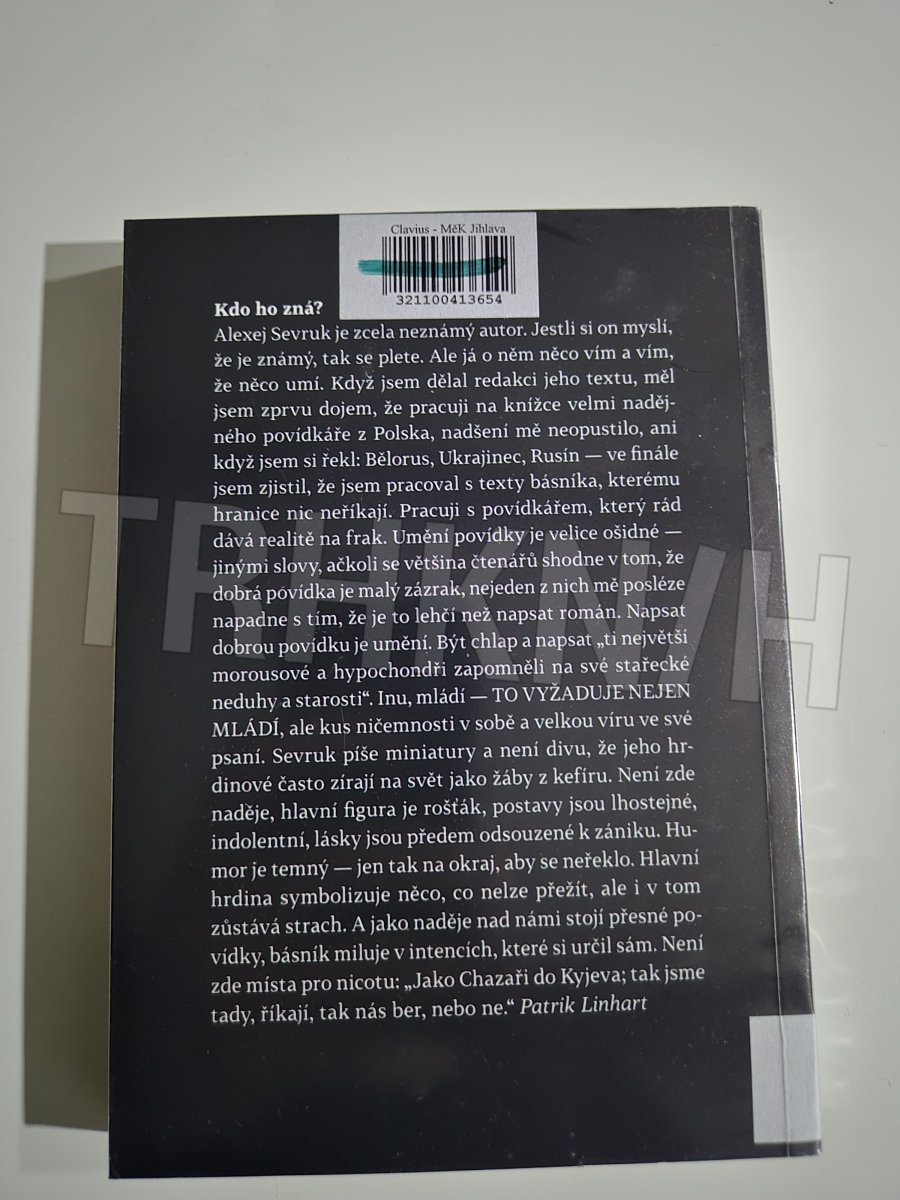 Clavius - MěK Jihlava
321100413654
Kdo ho zná?
Alexej Sevruk je zcela neznámý autor. Jestli si on myslí,
že je známý, tak se plete. Ale já o něm něco vím a vím,
že něco umí. Když jsem dělal redakci jeho textu, měl
jsem zprvu dojem, že pracuji na knížce velmi naděj-
ného povídkáře z Polska, nadšení mě neopustilo, ani
když jsem si řekl: Bělorus, Ukrajinec, Rusín — ve finále
jsem zjistil, že jsem pracoval s texty básníka, kterému
hranice nic neříkají. Pracuji s povídkářem, který rád
dává realitě na frak. Umění povídky je velice ošidné —
jinými slovy, ačkoli se většina čtenářů shodne v tom, že
dobrá povídka je malý zázrak, nejeden z nich mě posléze
napadne s tím, že je to lehčí než napsat román. Napsat
dobrou povídku je umění. Být chlap a napsat „ti největší
morousové a hypochondři zapomněli na své stařecké
neduhy a starosti“. Inu, mládí — TO VYŽADUJE NEJEN
MLÁDÍ, ale kus ničemnosti v sobě a velkou víru ve své
psaní. Sevruk píše miniatury a není divu, že jeho hr-
dinové často zírají na svět jako žáby z kefíru. Není zde
naděje, hlavní figura je rošťák, postavy jsou lhostejné,
indolentní, lásky jsou předem odsouzené k zániku. Hu-
mor je temný — jen tak na okraj, aby se neřeklo. Hlavní
hrdina symbolizuje něco, co nelze přežít, ale i v tom
zůstává strach. A jako naděje nad námi stojí přesné po-
vídky, básník miluje v intencích, které si určil sám. Není
zde místa pro nicotu: „Jako Chazaři do Kyjeva; tak jsme
tady, říkají, tak nás ber, nebo ne.“ Patrik Linhart
TRHKNIH